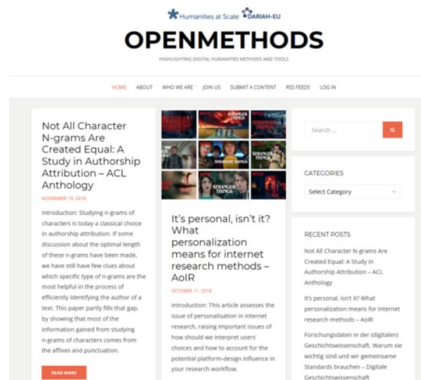 Humanities at Scale DARIAH-EU
OPENMETHODS
HIGHLIGHTING DIGITAL HUMANITIES METHODS AND TOOLS
HOME ABOUT WHO WE ARE JOIN US SUBMIT A CONTENT RSS FEEDS LOG IN
Not All Character
N-grams Are
Created Equal: A
Study in Authorship
Attribution – ACL
Anthology
NOVEMBER 19, 2018
Introduction: Studying n-grams of
characters is today a classical choice
in authorship attribution. If some
discussion about the optimal length
of these n-grams have been made,
we have still have few clues about
which specific type of n-grams are the
most helpful in the process of
efficiently identifying the author of a
text. This paper partly fills that gap,
by showing that most of the
information gained from studying
n-grams of characters comes from
the affixes and punctuation.
READ MORE
STRANGER THINGS
It's personal, isn't it?
What
personalization
means for internet
research methods –
AoIR
OCTOBER 17, 2018
Introduction: This article assesses the
issue of personalisation in internet
research, raising important issues of
how should we interpret users'
choices and how to account for the
potential platform-design influence in
your research workflow.
Search ...
CATEGORIES
Select Category
RECENT POSTS
Not All Character N-grams Are
Created Equal: A Study in
Authorship Attribution – ACL
Anthology
It's personal, isn't it? What
personalization means for internet
research methods – AoIR
Forschungsdaten in der (digitalen)
Geschichtswissenschaft. Warum sie
wichtig sind und wir gemeinsame
Standards brauchen – Digitale
Geschichtswissenschaft